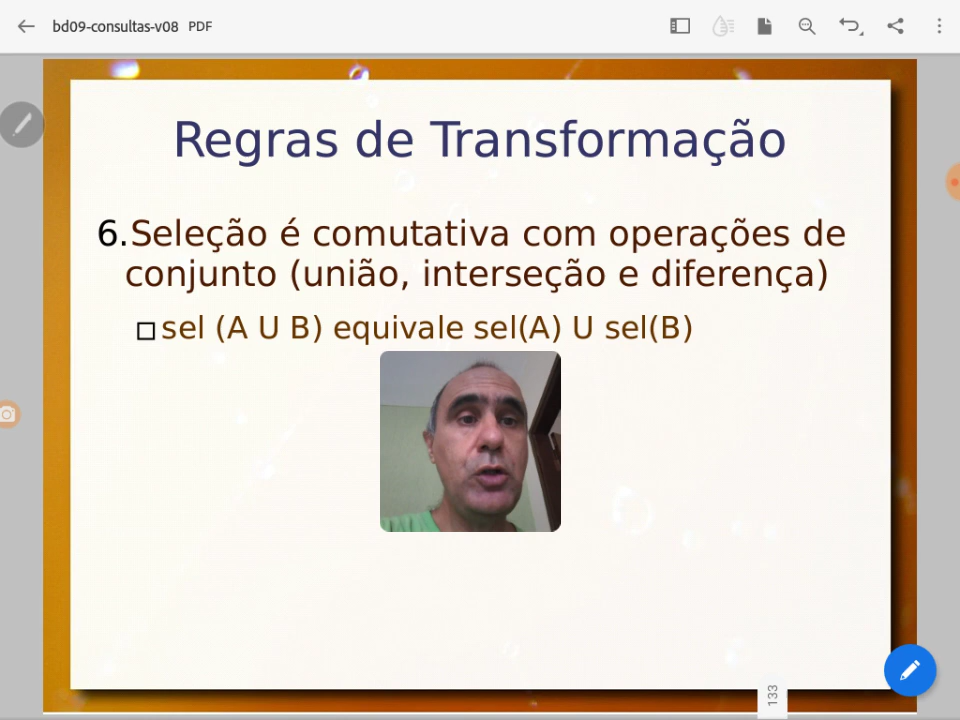 bd09-consultas-v08 PDF
Regras de Transformação
6.Seleção é comutativa com operações de
conjunto (união, interseção e diferença)
sel (A U B) equivale sel(A) U sel(B)
133